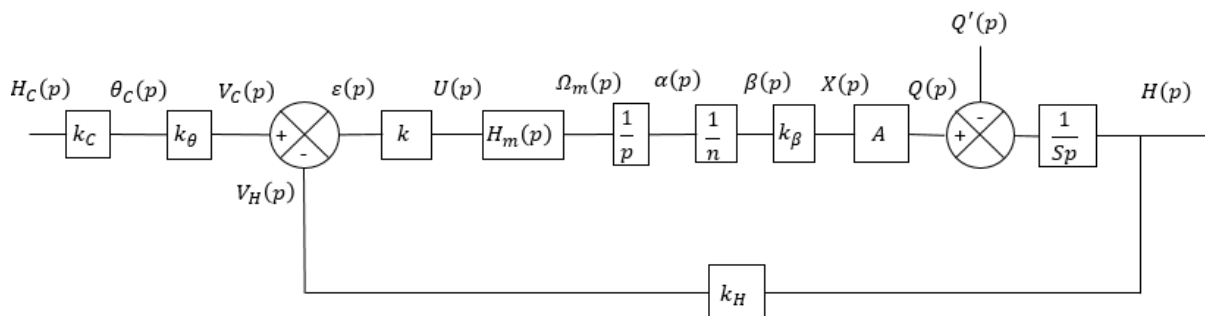 Q′(p)
H_C(p) θ_C(p) V_C(p) ε(p) U(p) Ω_m(p) α(p) β(p) X(p) Q(p) H(p)
k_C k_θ + - k H_m(p) 1/p 1/n k_β A + - 1/Sp
V_H(p)
k_H